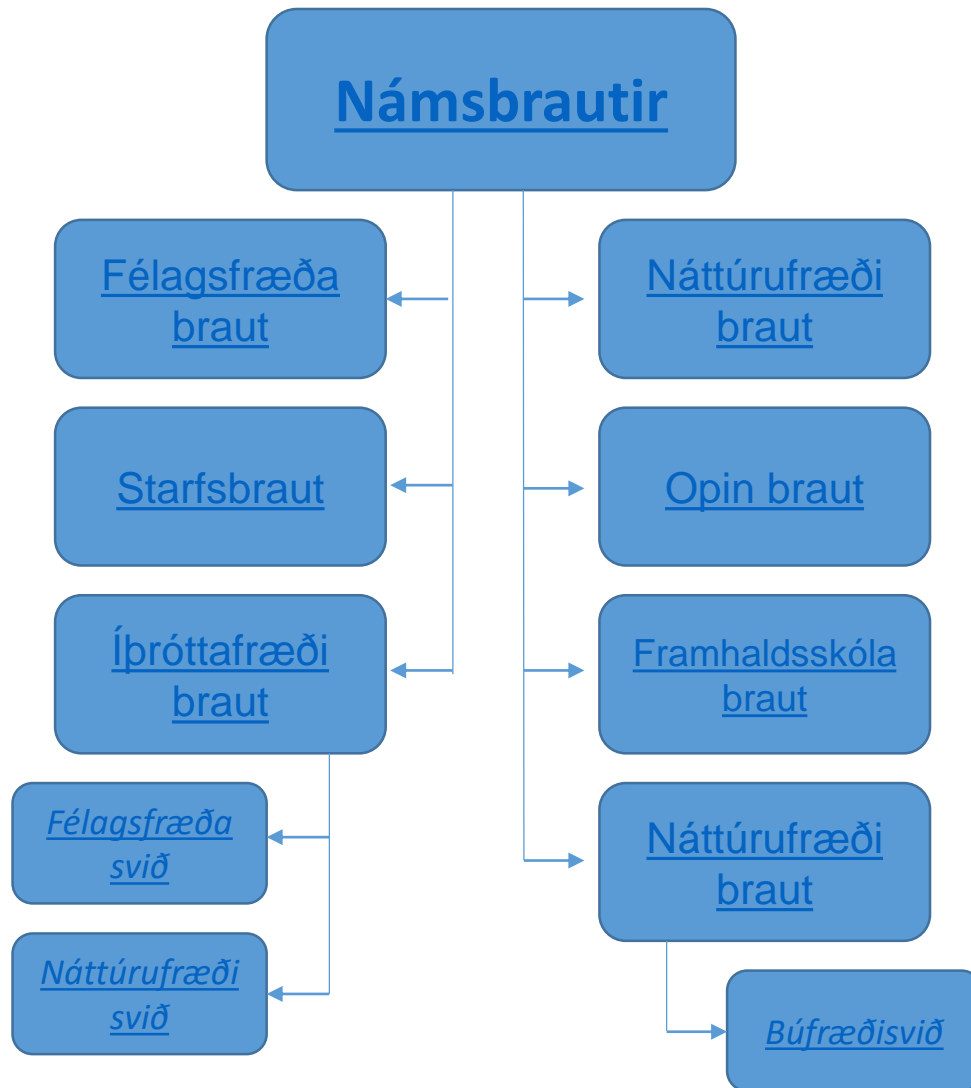 Námsbrautir
Félagsfræða
braut
Náttúrufræði
braut
Starfsbraut
Opin braut
Íþróttafræði
braut
Framhaldsskóla
braut
Félagsfræða
svið
Náttúrufræði
braut
Náttúrufræði
svið
Búfræðisvið